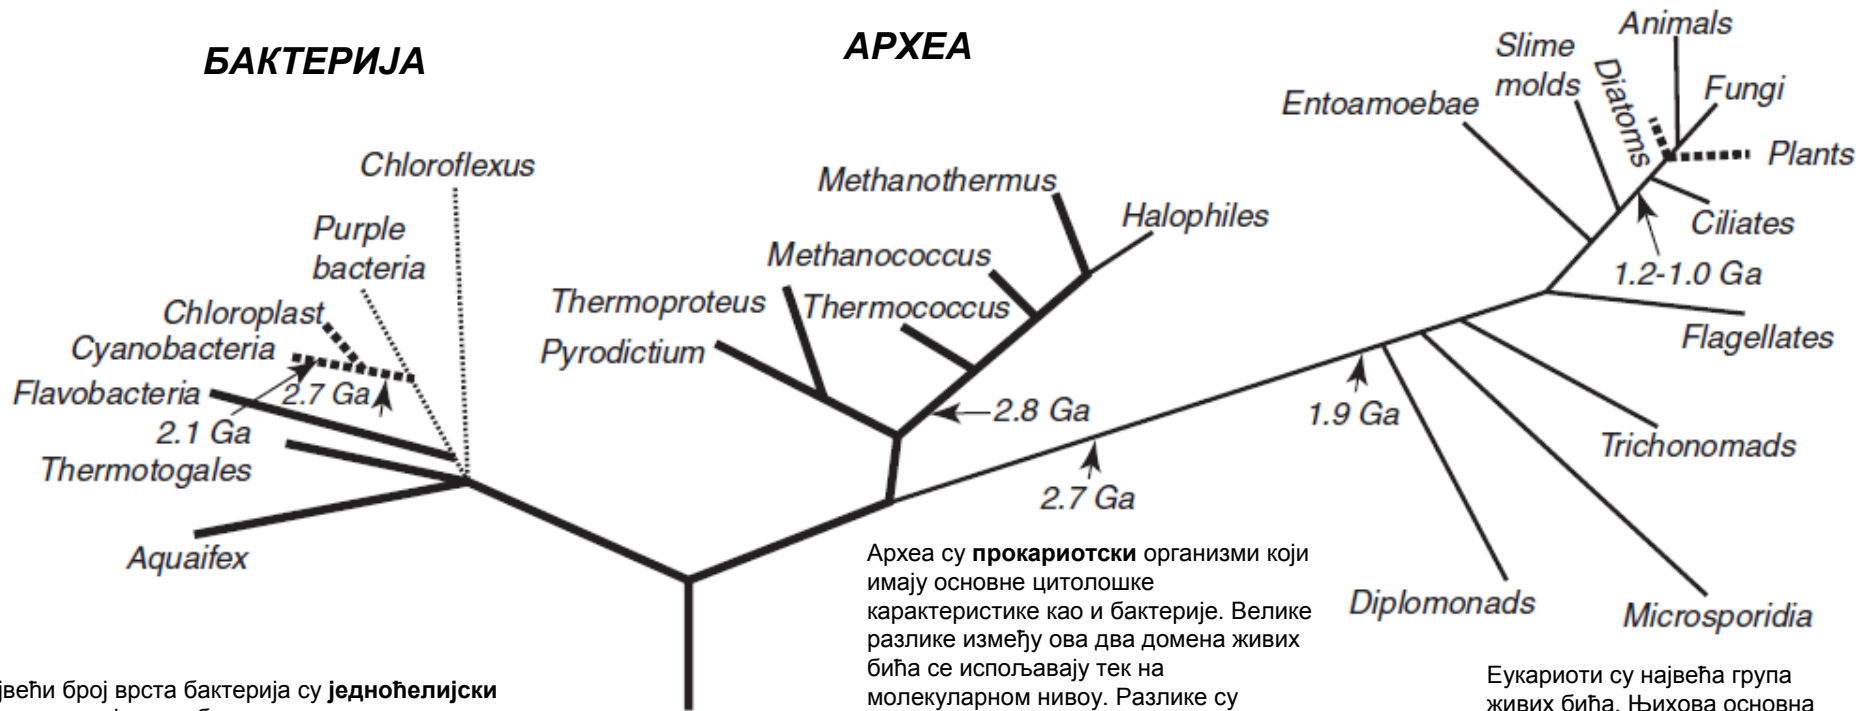 БАКТЕРИЈА
АРХЕА
Chloroflexus
Purple
bacteria
Chloroplast
Cyanobacteria
Flavobacteria
2.7 Ga
2.1 Ga
Thermotogales
Aquaifex
Methanothermus
Halophiles
Methanococcus
Thermoproteus
Thermococcus
Pyrodictium
2.8 Ga
2.7 Ga
Animals
Slime
molds
Diatoms
Fungi
Entoamoebae
Plants
Ciliates
1.2-1.0 Ga
Flagellates
1.9 Ga
Trichonomads
Diplomonads
Microsporidia
Археа су прокариотски организми који
имају основне цитолошке
карактеристике као и бактерије. Велике
разлике између ова два домена живих
бића се испољавају тек на
молекуларном нивоу. Разлике су
јвећи број врста бактерија су једноћелијски
Еукариоти су највећа група
живих бића. Њихова основна